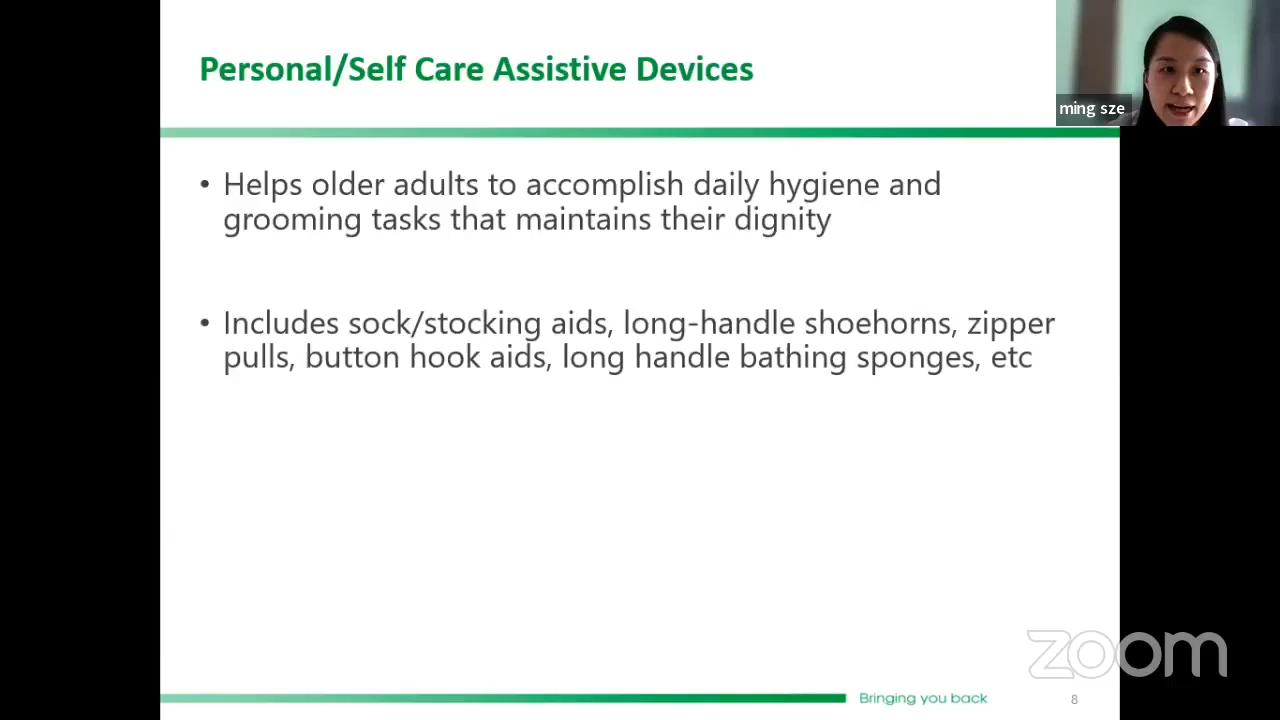 Personal/Self Care Assistive Devices
ming sze
• Helps older adults to accomplish daily hygiene and
grooming tasks that maintains their dignity
• Includes sock/stocking aids, long-handle shoehorns, zipper
pulls, button hook aids, long handle bathing sponges, etc
zoom
Bringing you back
8